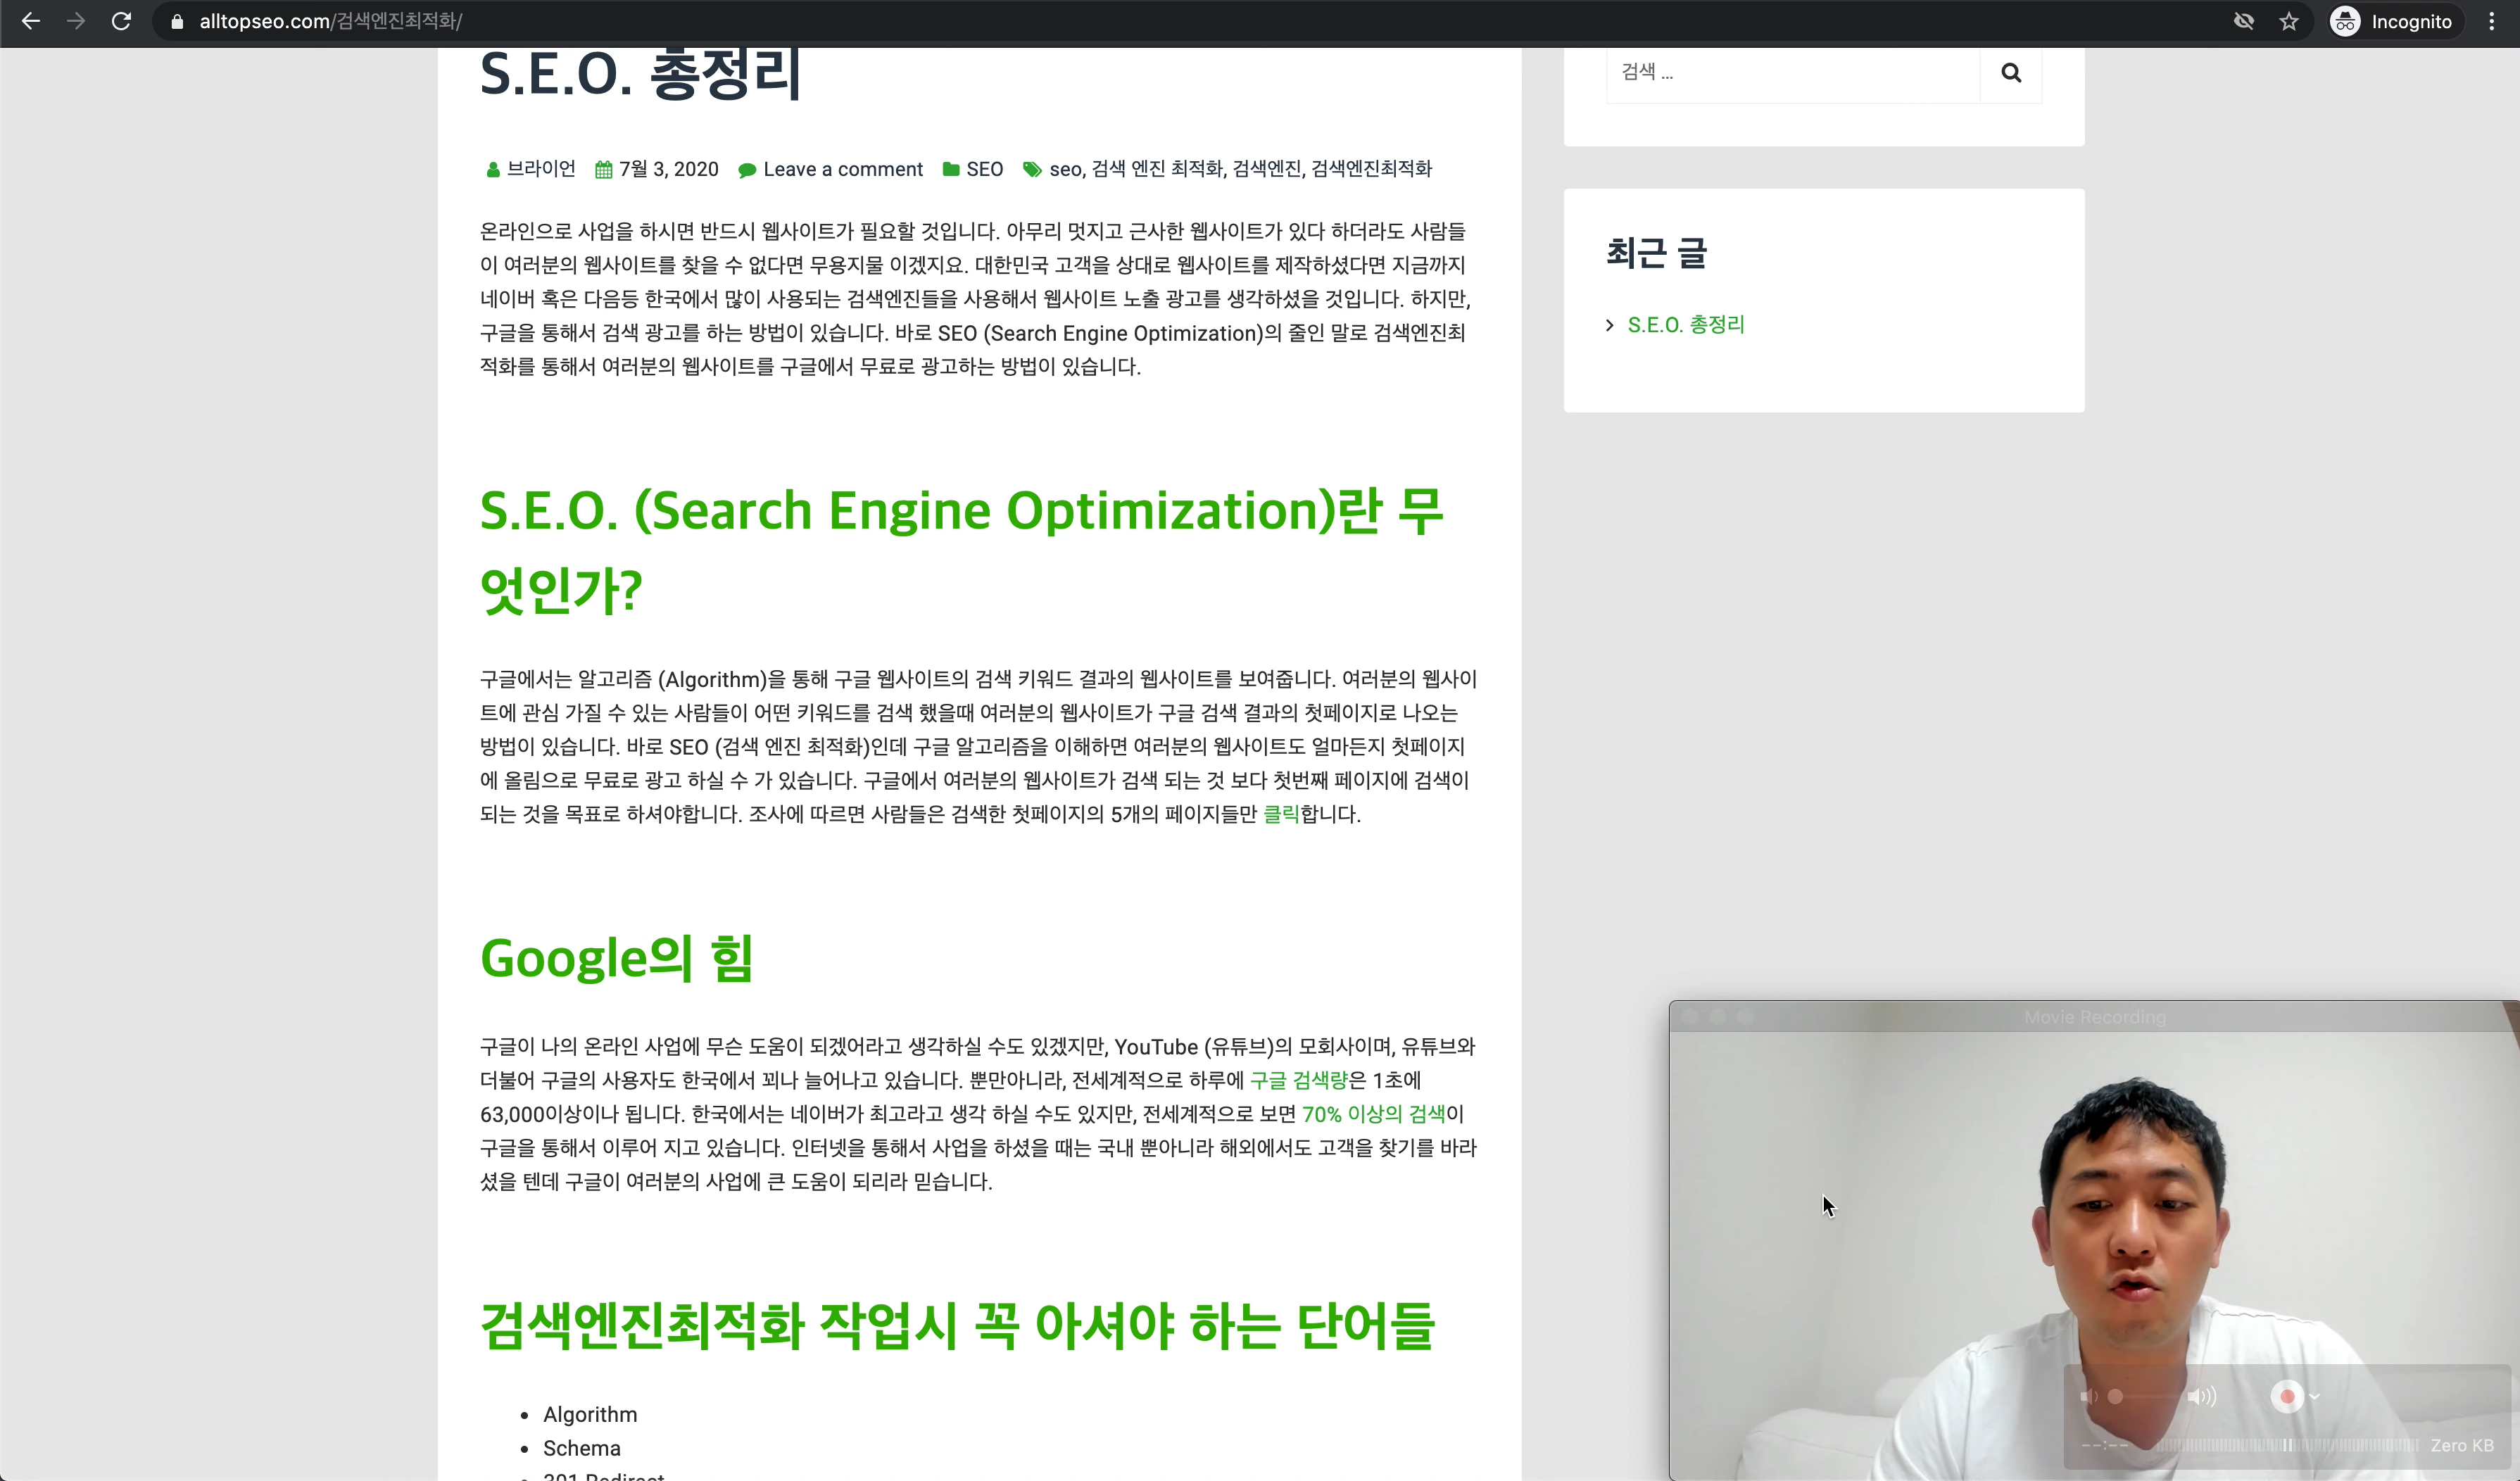 alltopseo.com/검색엔진최적화/
Incognito
S.E.O. 총정리
브라이언 7월 3, 2020 Leave a comment SEO seo, 검색 엔진 최적화, 검색엔진, 검색엔진최적화
온라인으로 사업을 하시면 반드시 웹사이트가 필요할 것입니다. 아무리 멋지고 근사한 웹사이트가 있다 하더라도 사람들
이 여러분의 웹사이트를 찾을 수 없다면 무용지물 이겠지요. 대한민국 고객을 상대로 웹사이트를 제작하셨다면 지금까지
네이버 혹은 다음등 한국에서 많이 사용되는 검색엔진들을 사용해서 웹사이트 노출 광고를 생각하셨을 것입니다. 하지만,
구글을 통해서 검색 광고를 하는 방법이 있습니다. 바로 SEO (Search Engine Optimization)의 줄인 말로 검색엔진최
적화를 통해서 여러분의 웹사이트를 구글에서 무료로 광고하는 방법이 있습니다.
S.E.O. (Search Engine Optimization)란 무
엇인가?
구글에서는 알고리즘 (Algorithm)을 통해 구글 웹사이트의 검색 키워드 결과의 웹사이트를 보여줍니다. 여러분의 웹사이
트에 관심 가질 수 있는 사람들이 어떤 키워드를 검색 했을때 여러분의 웹사이트가 구글 검색 결과의 첫페이지로 나오는
방법이 있습니다. 바로 SEO (검색 엔진 최적화)인데 구글 알고리즘을 이해하면 여러분의 웹사이트도 얼마든지 첫페이지
에 올림으로 무료로 광고 하실 수 가 있습니다. 구글에서 여러분의 웹사이트가 검색 되는 것 보다 첫번째 페이지에 검색이
되는 것을 목표로 하셔야합니다. 조사에 따르면 사람들은 검색한 첫페이지의 5개의 페이지들만 클릭합니다.
Google의 힘
구글이 나의 온라인 사업에 무슨 도움이 되겠어라고 생각하실 수도 있겠지만, YouTube (유튜브)의 모회사이며, 유튜브와
더불어 구글의 사용자도 한국에서 꾀나 늘어나고 있습니다. 뿐만아니라, 전세계적으로 하루에 구글 검색량은 1초에
63,000이상이나 됩니다. 한국에서는 네이버가 최고라고 생각 하실 수도 있지만, 전세계적으로 보면 70% 이상의 검색이
구글을 통해서 이루어 지고 있습니다. 인터넷을 통해서 사업을 하셨을 때는 국내 뿐아니라 해외에서도 고객을 찾기를 바라
셨을 텐데 구글이 여러분의 사업에 큰 도움이 되리라 믿습니다.
검색엔진최적화 작업시 꼭 아셔야 하는 단어들
Algorithm
Schema
301 Redirect
검색 ...
최근 글
S.E.O. 총정리
Movie Recording
--:--
Zero KB